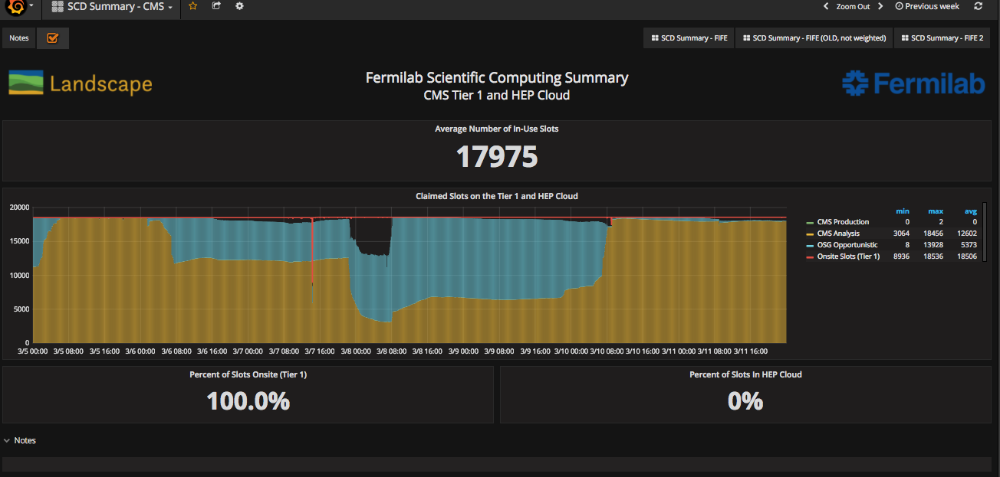 SCD Summary - CMS
Zoom Out
Previous week
Notes
SCD Summary - FIFE
SCD Summary - FIFE (OLD, not weighted)
SCD Summary - FIFE 2
Landscape
Fermilab Scientific Computing Summary
CMS Tier 1 and HEP Cloud
Fermilab
Average Number of In-Use Slots
17975
Claimed Slots on the Tier 1 and HEP Cloud
20000
15000
10000
5000
0
3/5 00:00 3/5 08:00 3/5 16:00 3/6 00:00 3/6 08:00 3/6 16:00 3/7 00:00 3/7 08:00 3/7 16:00 3/8 00:00 3/8 08:00 3/8 16:00 3/9 00:00 3/9 08:00 3/9 16:00 3/10 00:00 3/10 08:00 3/10 16:00 3/11 00:00 3/11 08:00 3/11 16:00
min max avg
CMS Production 0 2 0
CMS Analysis 3064 18456 12602
OSG Opportunistic 8 13928 5373
Onsite Slots (Tier 1) 8936 18536 18506
Percent of Slots Onsite (Tier 1)
100.0%
Percent of Slots In HEP Cloud
0%
Notes